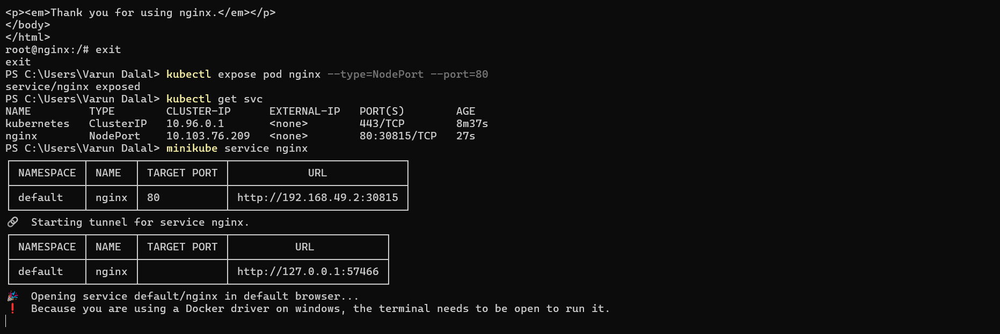 <p><em>Thank you for using nginx.</em></p>
</body>
</html>
root@nginx:/# exit
exit
PS C:\Users\Varun Dalal> kubectl expose pod nginx --type=NodePort --port=80
service/nginx exposed
PS C:\Users\Varun Dalal> kubectl get svc
NAME         TYPE        CLUSTER-IP      EXTERNAL-IP   PORT(S)        AGE
kubernetes   ClusterIP   10.96.0.1       <none>        443/TCP        8m37s
nginx        NodePort    10.103.76.209   <none>        80:30815/TCP   27s
PS C:\Users\Varun Dalal> minikube service nginx
NAMESPACE NAME TARGET PORT URL
default nginx 80 http://192.168.49.2:30815
Starting tunnel for service nginx.
NAMESPACE NAME TARGET PORT URL
default nginx http://127.0.0.1:57466
Opening service default/nginx in default browser...
Because you are using a Docker driver on windows, the terminal needs to be open to run it.